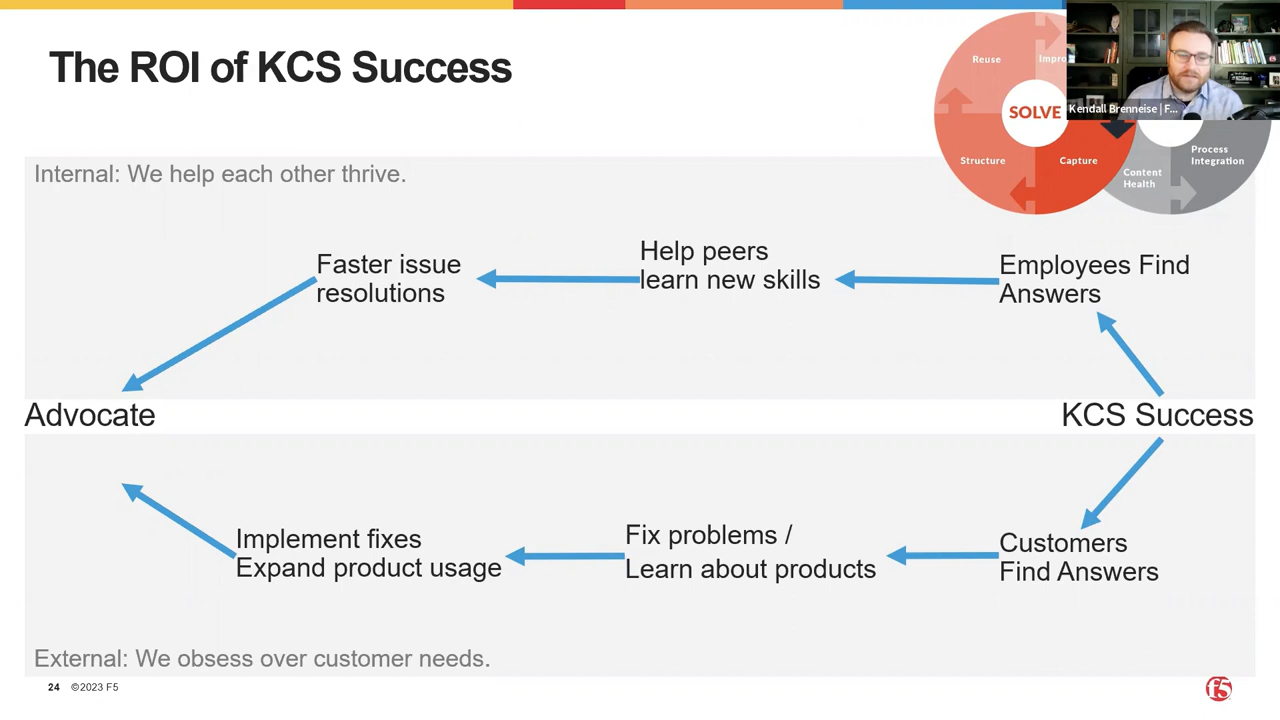 The ROI of KCS Success
Reuse
Impro
SOLVE
Structure
Capture
Kendall Brenneise | F...
Process
Integration
Content
Health
Internal: We help each other thrive.
Faster issue
resolutions
Help peers
learn new skills
Employees Find
Answers
Advocate
KCS Success
Implement fixes
Expand product usage
Fix problems /
Learn about products
Customers
Find Answers
External: We obsess over customer needs.
24 ©2023 F5
f5